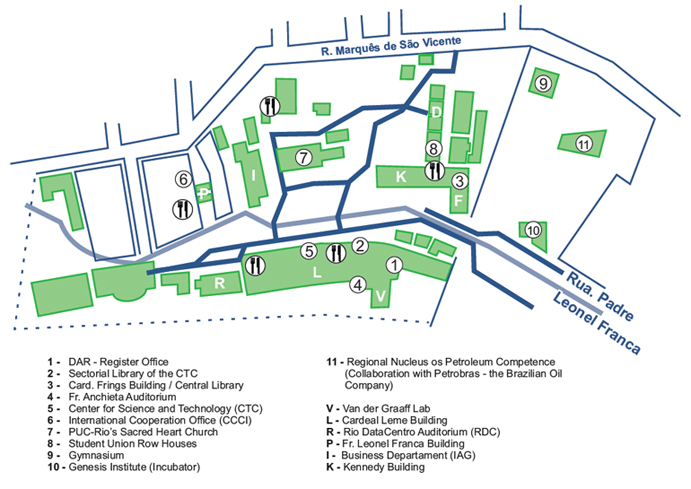 R. Marquês de São Vicente
9
D
11
8
7
6
I
K
3
P
F
10
2
5
1
R
L
4
V
Rua. Padre
Leonel Franca
1 - DAR - Register Office
2 - Sectorial Library of the CTC
3 - Card. Frings Building / Central Library
4 - Fr. Anchieta Auditorium
5 - Center for Science and Technology (CTC)
6 - International Cooperation Office (CCCI)
7 - PUC-Rio's Sacred Heart Church
8 - Student Union Row Houses
9 - Gymnasium
10 - Genesis Institute (Incubator)
11 - Regional Nucleus os Petroleum Competence
(Collaboration with Petrobras - the Brazilian Oil
Company)
V - Van der Graaff Lab
L - Cardeal Leme Building
R - Rio DataCentro Auditorium (RDC)
P - Fr. Leonel Franca Building
I - Business Departament (IAG)
K - Kennedy Building